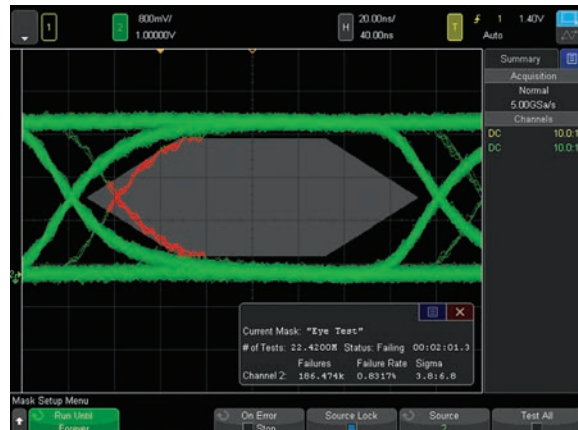 1
2
800mV/
1.00000V
H
20.00ns/
40.00ns
T
1
1.40V
Auto
Summary
Acquisition
Normal
5.00GSa/s
Channels
DC 10.0:1
DC 10.0:1
2
Current Mask: "Eye Test"
# of Tests: 22.4200M Status: Failing 00:02:01.3
Failures Failure Rate Sigma
Channel 2: 186.474k 0.8317% 3.8:6.8
Mask Setup Menu
Run Until
Forever
On Error
Stop
Source Lock
Source
2
Test All